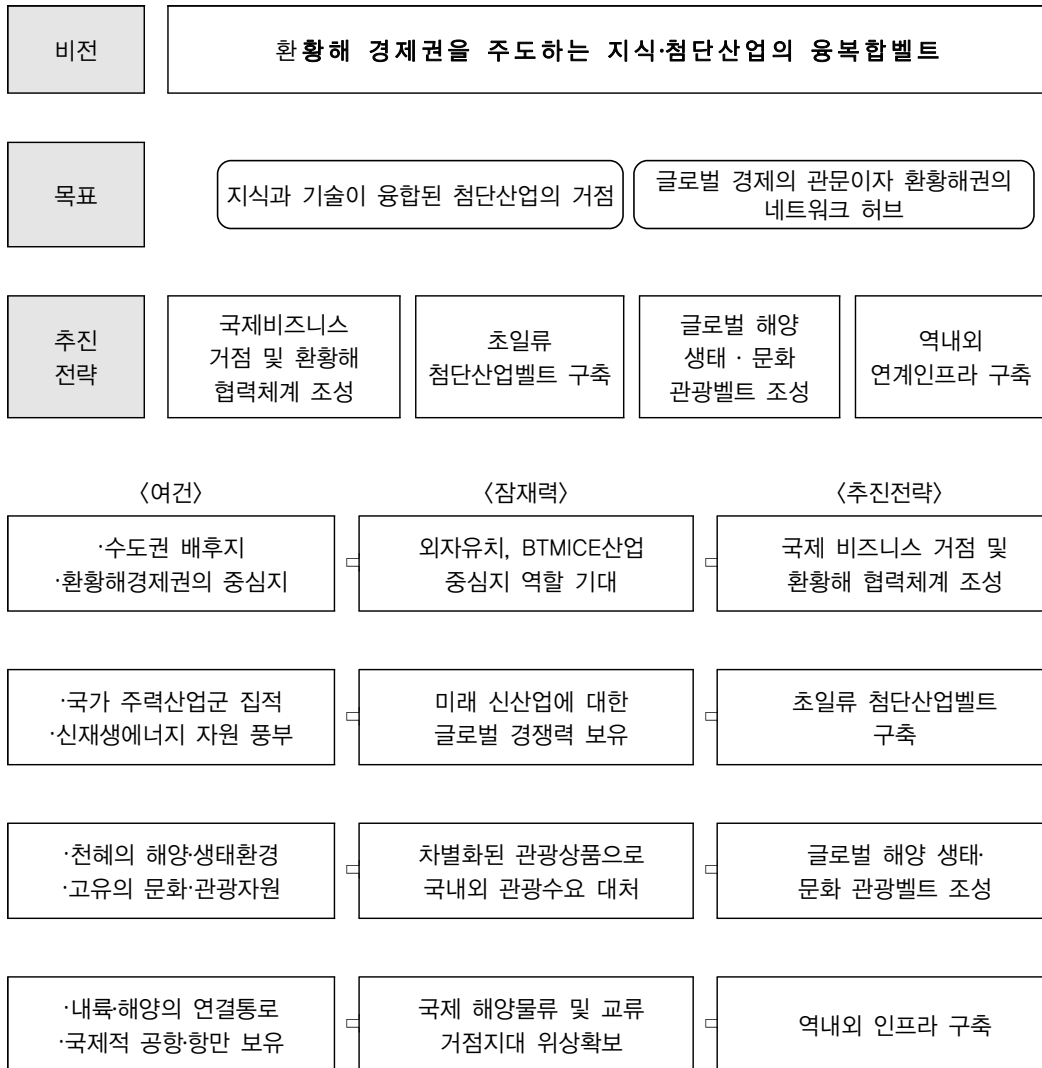 비전
환황해 경제권을 주도하는 지식·첨단산업의 융복합벨트
목표
지식과 기술이 융합된 첨단산업의 거점
글로벌 경제의 관문이자 환황해권의
네트워크 허브
추진
전략
국제비즈니스
거점 및 환황해
협력체계 조성
초일류
첨단산업벨트 구축
글로벌 해양
생태 · 문화
관광벨트 조성
역내외
연계인프라 구축
〈여건〉
〈잠재력〉
〈추진전략〉
·수도권 배후지
·환황해경제권의 중심지
외자유치, BTMICE산업
중심지 역할 기대
국제 비즈니스 거점 및
환황해 협력체계 조성
·국가 주력산업군 집적
·신재생에너지 자원 풍부
미래 신산업에 대한
글로벌 경쟁력 보유
초일류 첨단산업벨트
구축
·천혜의 해양·생태환경
·고유의 문화·관광자원
차별화된 관광상품으로
국내외 관광수요 대처
글로벌 해양 생태·
문화 관광벨트 조성
·내륙·해양의 연결통로
·국제적 공항·항만 보유
국제 해양물류 및 교류
거점지대 위상확보
역내외 인프라 구축